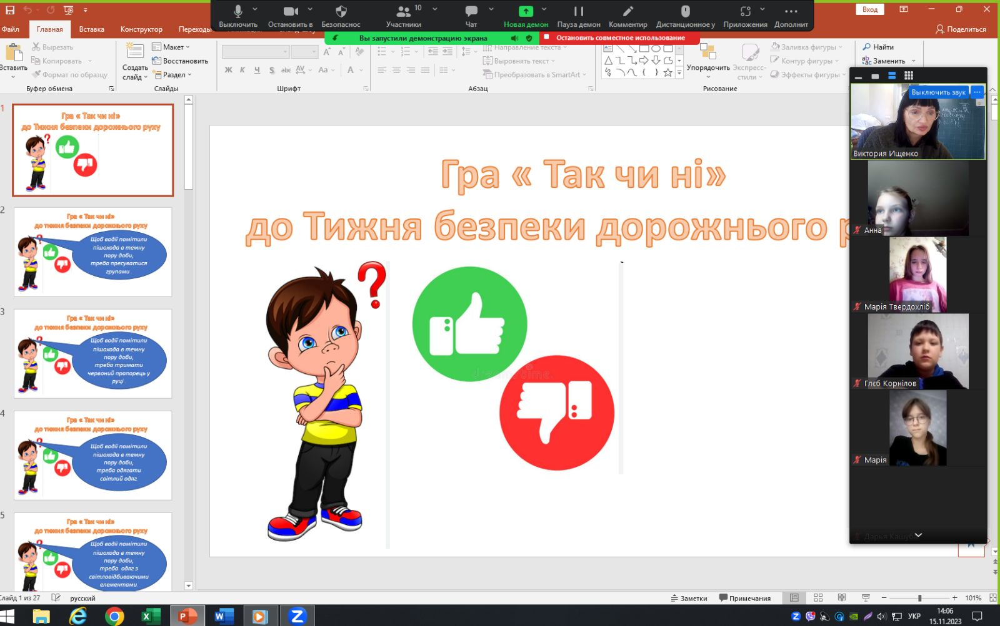 Выключить
Остановить в
Безопаснос
10
Участники
Чат
Новая демон
Пауза демон
Комментир
Дистанционное у
Приложения
Дополнит
Вход
Вы запустили демонстрацию экрана
Остановить совместное использование
Файл
Главная
Вставка
Конструктор
Переходы
Поделиться
Вставить
Вырезать
Копировать
Формат по образцу
Буфер обмена
Создать
слайд
Макет
Восстановить
Раздел
Слайды
Ж К Ч S abc AV Aa A
Шрифт
Направление текста
Выровнять текст
Преобразовать в SmartArt
Абзац
Упорядочить
Экспресс-
стили
Заливка фигуры
Контур фигуры
Эффекты фигуры
Рисование
Найти
Заменить
1
Гра « Так чи ні»
до Тижня безпеки дорожнього руху
2
Гра « Так чи ні»
до тижня безпеки дорожнього руху
Щоб водії помітили
пішохода в темну
пору доби,
треба пресуватися
групами
3
Гра « Так чи ні»
до тижня безпеки дорожнього руху
Щоб водії помітили
пішохода в темну
пору доби,
треба тримати
червоний прапорець у
руці
4
Гра « Так чи ні»
до тижня безпеки дорожнього руху
Щоб водії помітили
пішохода в темну
пору доби,
треба одягати
світлий одяг
5
Гра « Так чи ні»
до тижня безпеки дорожнього руху
Щоб водії помітили
пішохода в темну
пору доби,
треба одяг з
світловідбиваючими
елементами
Гра « Так чи ні»
до Тижня безпеки дорожнього р
?
dreamstime.
Выключить звук
...
Виктория Ищенко
Анна
Марія Твердохліб
Глєб Корнілов
Марія
Дарья Кашуб
Слайд 1 из 27
русский
Заметки
Примечания
101%
УКР
14:06
15.11.2023